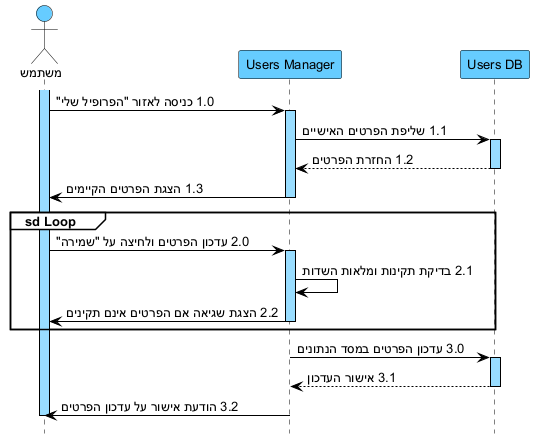 משתמש
Users Manager
Users DB
1.0 כניסה לאזור "הפרופיל שלי"
1.1 שליפת הפרטים האישיים
1.2 החזרת הפרטים
1.3 הצגת הפרטים הקיימים
sd Loop
2.0 עדכון הפרטים ולחיצה על "שמירה"
2.1 בדיקת תקינות ומלאות השדות
2.2 הצגת שגיאה אם הפרטים אינם תקינים
3.0 עדכון הפרטים במסד הנתונים
3.1 אישור העדכון
3.2 הודעת אישור על עדכון הפרטים